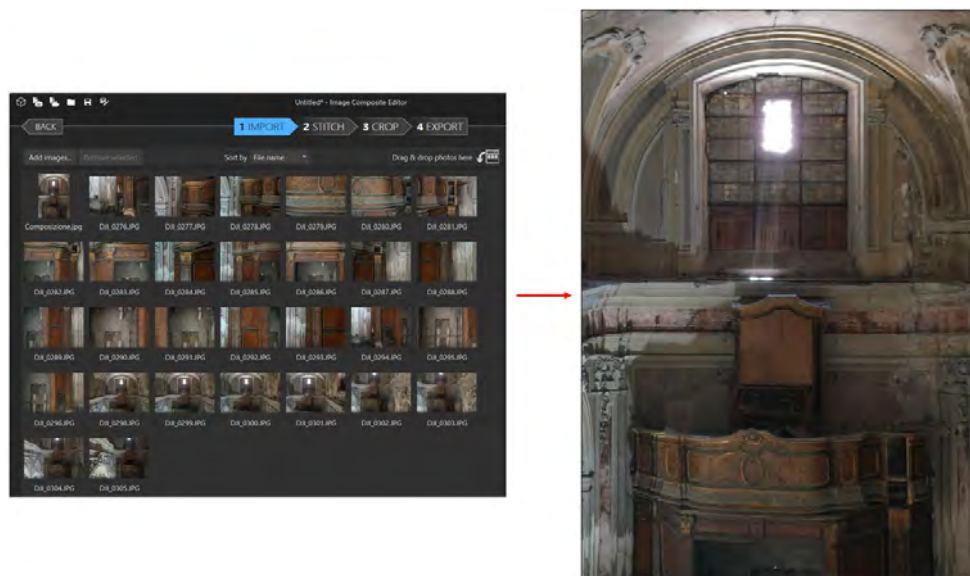 Untitled* - Image Composite Editor
BACK
1 IMPORT
2 STITCH
3 CROP
4 EXPORT
Add images...
Remove selected
Sort by File name
Drag & drop photos here
Composizione.jpg DJI_0276.JPG DJI_0277.JPG DJI_0278.JPG DJI_0279.JPG DJI_0280.JPG DJI_0281.JPG
DJI_0282.JPG DJI_0283.JPG DJI_0284.JPG DJI_0285.JPG DJI_0286.JPG DJI_0287.JPG DJI_0288.JPG
DJI_0289.JPG DJI_0290.JPG DJI_0291.JPG DJI_0292.JPG DJI_0293.JPG DJI_0294.JPG DJI_0295.JPG
DJI_0296.JPG DJI_0298.JPG DJI_0299.JPG DJI_0300.JPG DJI_0301.JPG DJI_0302.JPG DJI_0303.JPG
DJI_0304.JPG DJI_0305.JPG